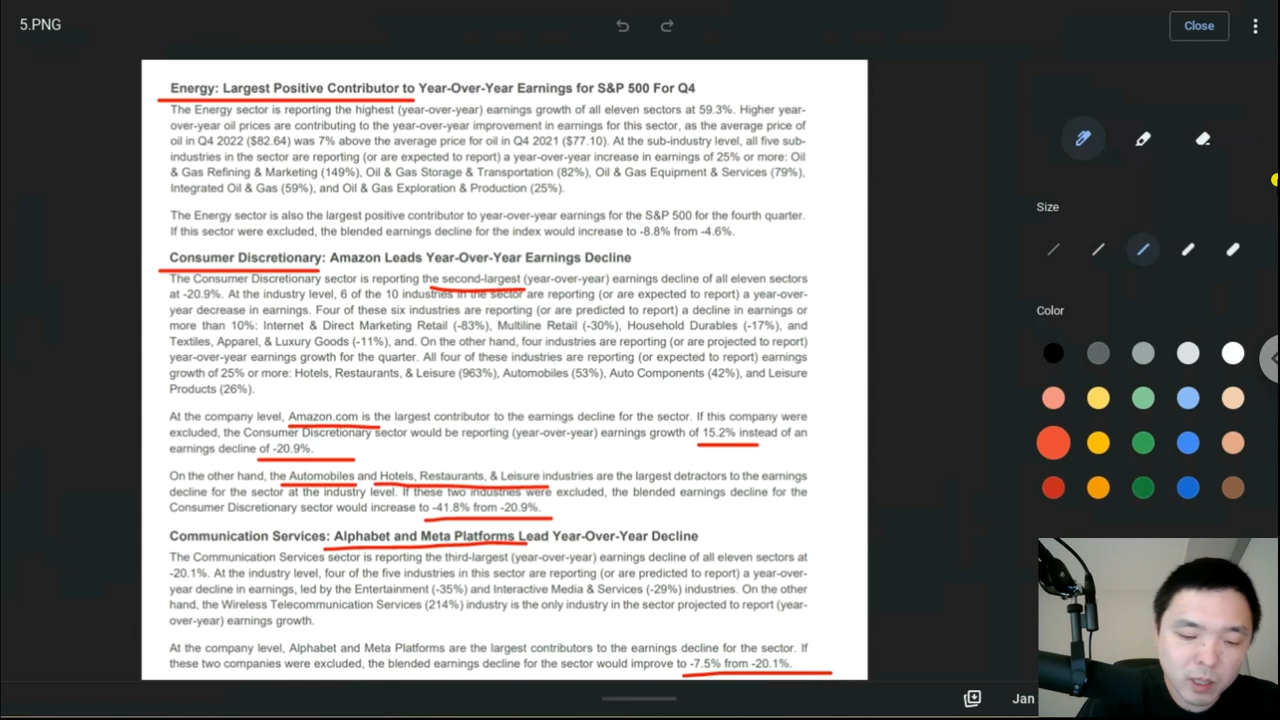 5.PNG
Close
Energy: Largest Positive Contributor to Year-Over-Year Earnings for S&P 500 For Q4
The Energy sector is reporting the highest (year-over-year) earnings growth of all eleven sectors at 59.3%. Higher year-
over-year oil prices are contributing to the year-over-year improvement in earnings for this sector, as the average price of
oil in Q4 2022 ($82.64) was 7% above the average price for oil in Q4 2021 ($77.10). At the sub-industry level, all five sub-
industries in the sector are reporting (or are expected to report) a year-over-year increase in earnings of 25% or more: Oil
& Gas Refining & Marketing (149%), Oil & Gas Storage & Transportation (82%), Oil & Gas Equipment & Services (79%),
Integrated Oil & Gas (59%), and Oil & Gas Exploration & Production (25%).
The Energy sector is also the largest positive contributor to year-over-year earnings for the S&P 500 for the fourth quarter.
If this sector were excluded, the blended earnings decline for the index would increase to -8.8% from -4.6%.
Consumer Discretionary: Amazon Leads Year-Over-Year Earnings Decline
The Consumer Discretionary sector is reporting the second-largest (year-over-year) earnings decline of all eleven sectors
at -20.9%. At the industry level, 6 of the 10 industries in the sector are reporting (or are expected to report) a year-over-
year decrease in earnings. Four of these six industries are reporting (or are predicted to report) a decline in earnings or
more than 10%: Internet & Direct Marketing Retail (-83%), Multiline Retail (-30%), Household Durables (-17%), and
Textiles, Apparel, & Luxury Goods (-11%), and. On the other hand, four industries are reporting (or are projected to report)
year-over-year earnings growth for the quarter. All four of these industries are reporting (or expected to report) earnings
growth of 25% or more: Hotels, Restaurants, & Leisure (963%), Automobiles (53%), Auto Components (42%), and Leisure
Products (26%).
At the company level, Amazon.com is the largest contributor to the earnings decline for the sector. If this company were
excluded, the Consumer Discretionary sector would be reporting (year-over-year) earnings growth of 15.2% instead of an
earnings decline of -20.9%.
On the other hand, the Automobiles and Hotels, Restaurants, & Leisure industries are the largest detractors to the earnings
decline for the sector at the industry level. If these two industries were excluded, the blended earnings decline for the
Consumer Discretionary sector would increase to -41.8% from -20.9%.
Communication Services: Alphabet and Meta Platforms Lead Year-Over-Year Decline
The Communication Services sector is reporting the third-largest (year-over-year) earnings decline of all eleven sectors at
-20.1%. At the industry level, four of the five industries in this sector are reporting (or are predicted to report) a year-over-
year decline in earnings, led by the Entertainment (-35%) and Interactive Media & Services (-29%) industries. On the other
hand, the Wireless Telecommunication Services (214%) industry is the only industry in the sector projected to report (year-
over-year) earnings growth.
At the company level, Alphabet and Meta Platforms are the largest contributors to the earnings decline for the sector. If
these two companies were excluded, the blended earnings decline for the sector would improve to -7.5% from -20.1%.
Size
Color
Jan